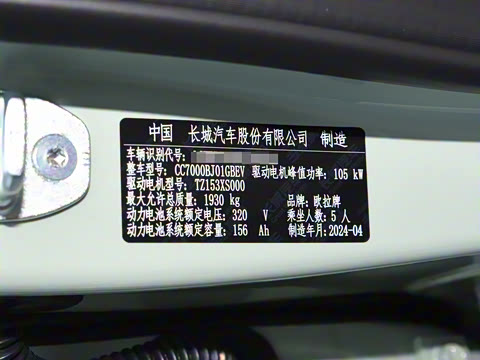 中国 长城汽车股份有限公司 制造
车辆识别代号:
整车型号: CC7000BJ01GBEV 驱动电机峰值功率: 105 kW
驱动电机型号: TZ153XS000
最大允许总质量: 1930 kg 品牌: 欧拉牌
动力电池系统额定电压: 320 V 乘坐人数: 5 人
动力电池系统额定容量: 156 Ah 制造年月: 2024-04